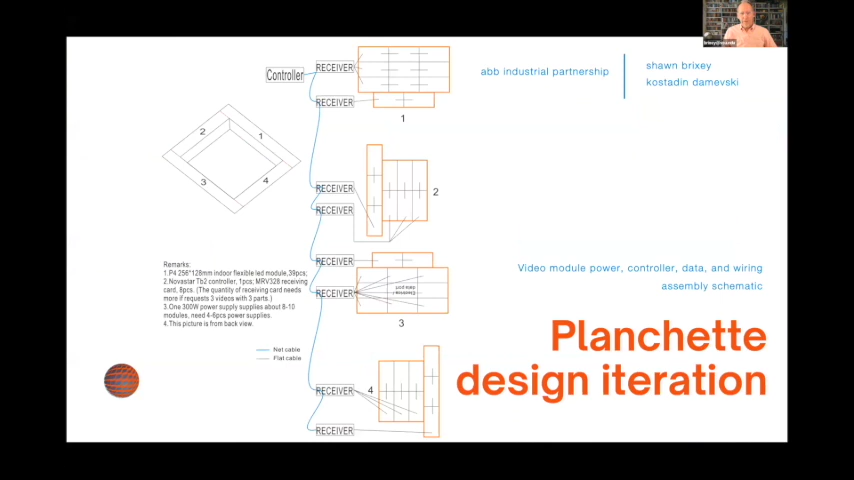 Controller
RECEIVER
RECEIVER
1
2
1
3
4
RECEIVER
RECEIVER
2
RECEIVER
RECEIVER
3
RECEIVER
4
RECEIVER
Remarks:
1.P4 256*128mm indoor flexible led module,39pcs;
2.Novastar Tb2 controller, 1pcs; MRV328 receiving
card, 8pcs. (The quantity of receiving card needs
more if requests 3 videos with 3 parts.)
3.One 300W power supply supplies about 8-10
modules, need 4-6pcs power supplies.
4.This picture is from back view.
Net cable
Flat cable
abb industrial partnership
shawn brixey
kostadin damevski
Video module power, controller, data, and wiring
assembly schematic
Planchette
design iteration